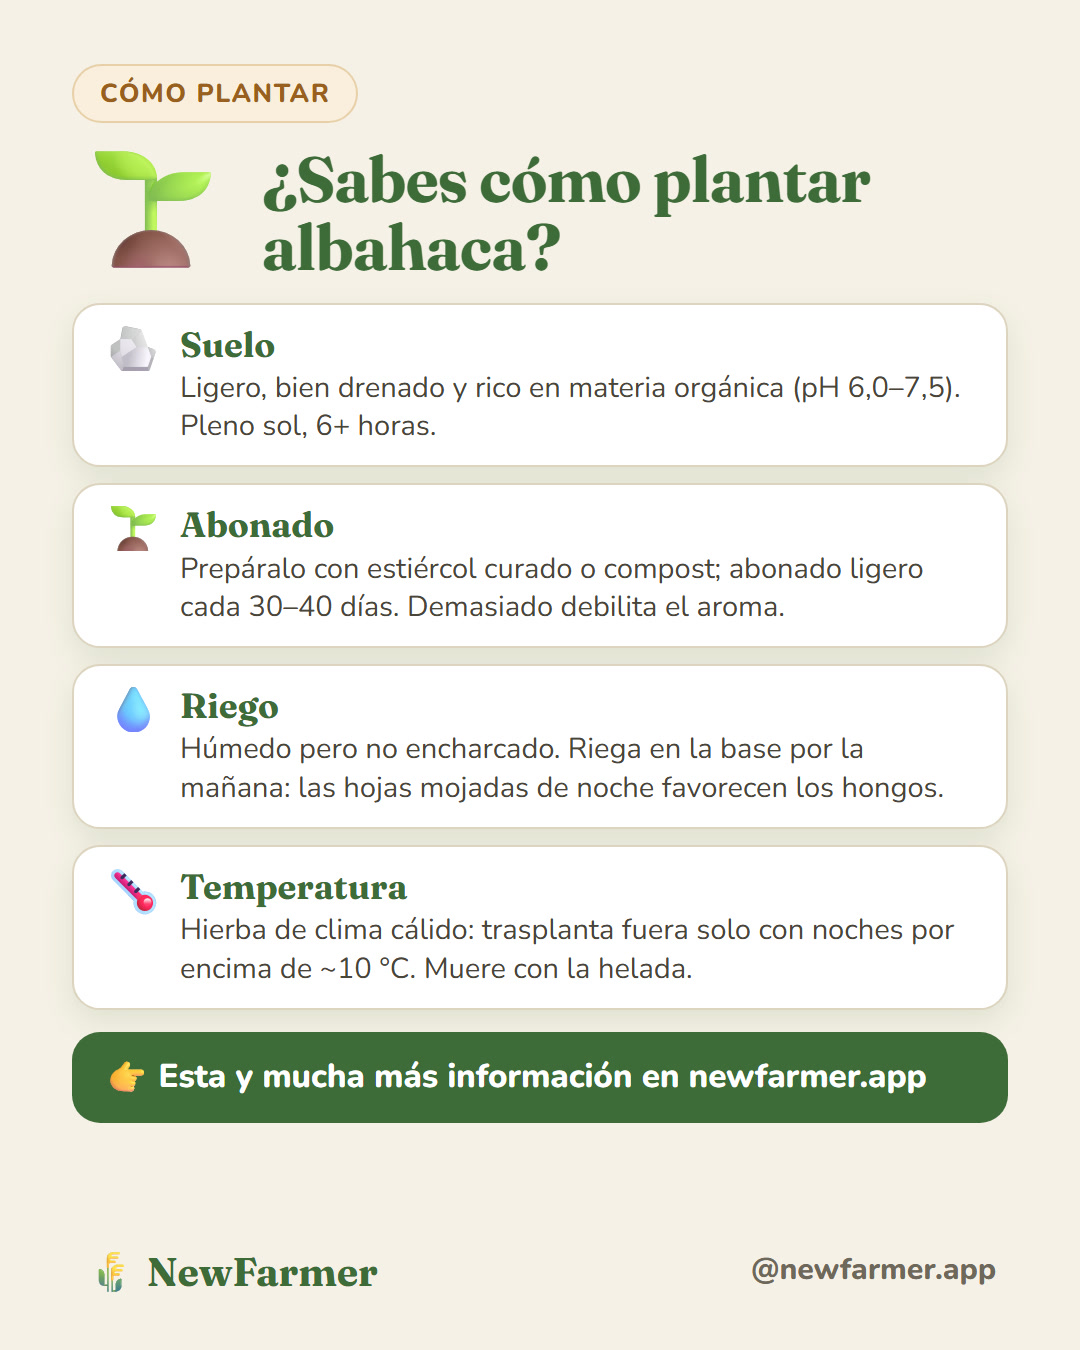 CÓMO PLANTAR
¿Sabes cómo plantar
albahaca?
Suelo
Ligero, bien drenado y rico en materia orgánica (pH 6,0–7,5).
Pleno sol, 6+ horas.
Abonado
Prepáralo con estiércol curado o compost; abonado ligero
cada 30–40 días. Demasiado debilita el aroma.
Riego
Húmedo pero no encharcado. Riega en la base por la
mañana: las hojas mojadas de noche favorecen los hongos.
Temperatura
Hierba de clima cálido: trasplanta fuera solo con noches por
encima de ~10 °C. Muere con la helada.
Esta y mucha más información en newfarmer.app
NewFarmer
@newfarmer.app